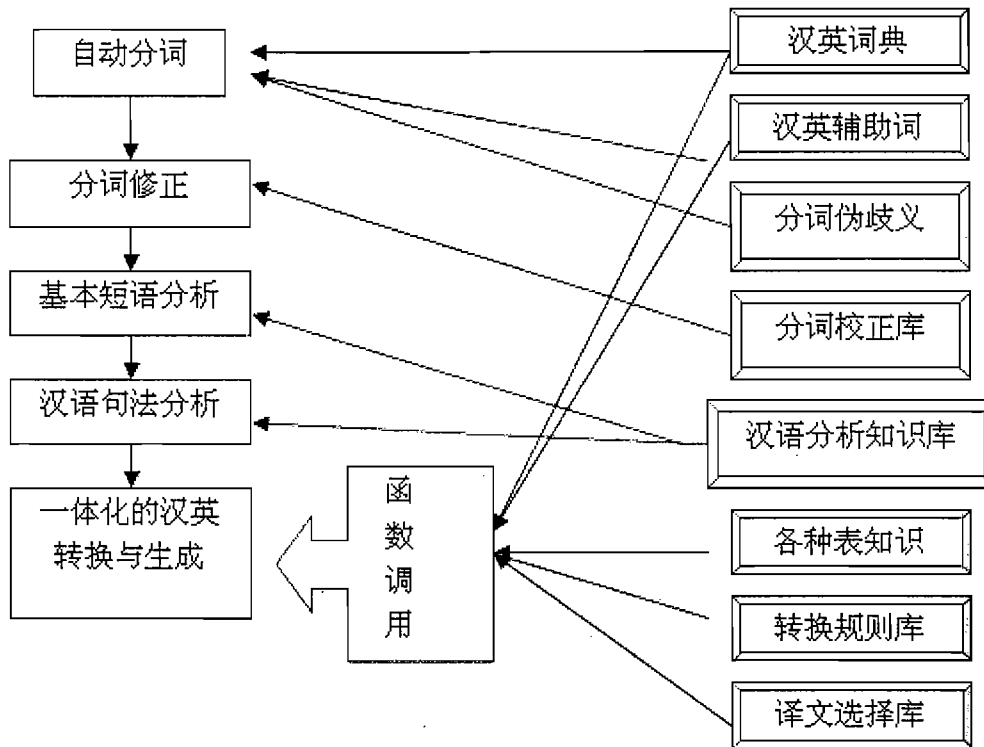 自动分词
分词修正
基本短语分析
汉语句法分析
一体化的汉英
转换与生成
函
数
调
用
汉英词典
汉英辅助词
分词伪歧义
分词校正库
汉语分析知识库
各种表知识
转换规则库
译文选择库